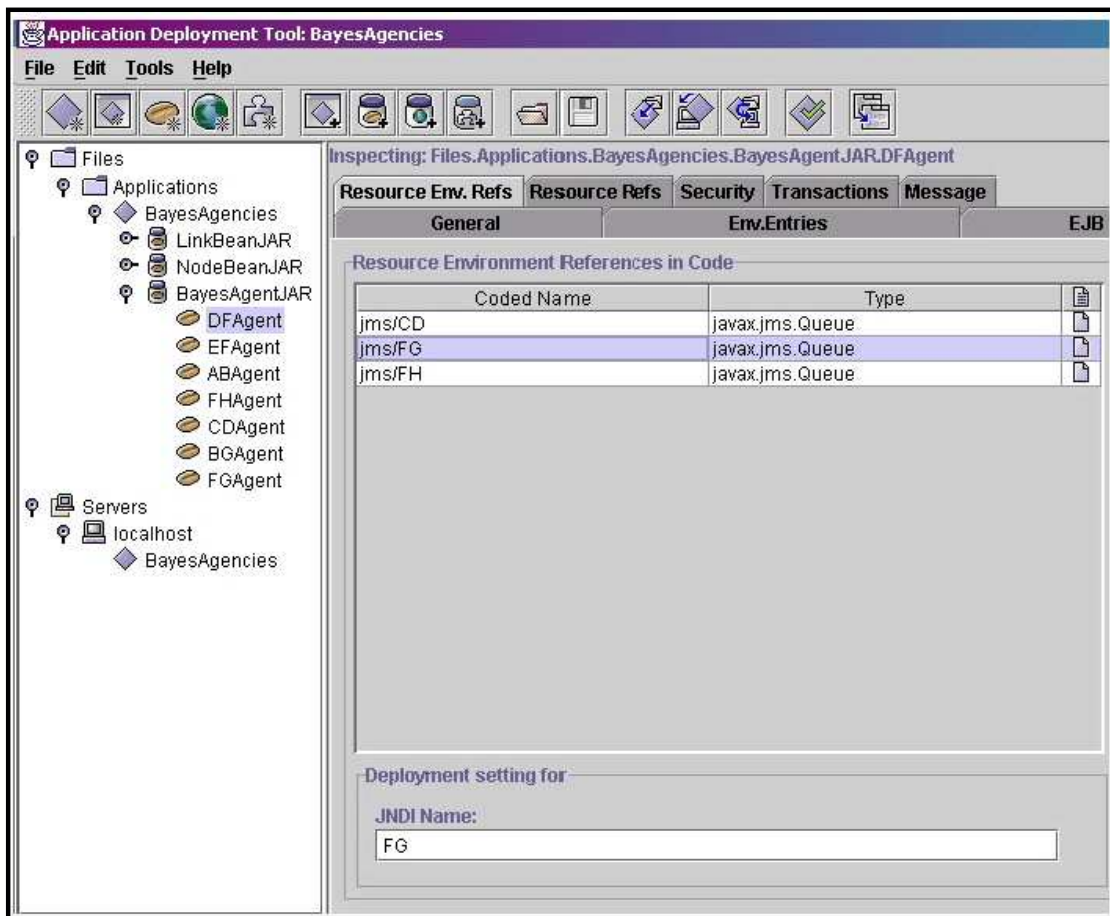 Application Deployment Tool: BayesAgencies
File Edit Tools Help
Files
Applications
BayesAgencies
LinkBeanJAR
NodeBeanJAR
BayesAgentJAR
DFAgent
EFAgent
ABAgent
FHAgent
CDAgent
BGAgent
FGAgent
Servers
localhost
BayesAgencies
Inspecting: Files.Applications.BayesAgencies.BayesAgentJAR.DFAgent
Resource Env. Refs Resource Refs Security Transactions Message
General Env.Entries EJB
Resource Environment References in Code
Coded Name Type
jms/CD javax.jms.Queue
jms/FG javax.jms.Queue
jms/FH javax.jms.Queue
Deployment setting for
JNDI Name:
FG